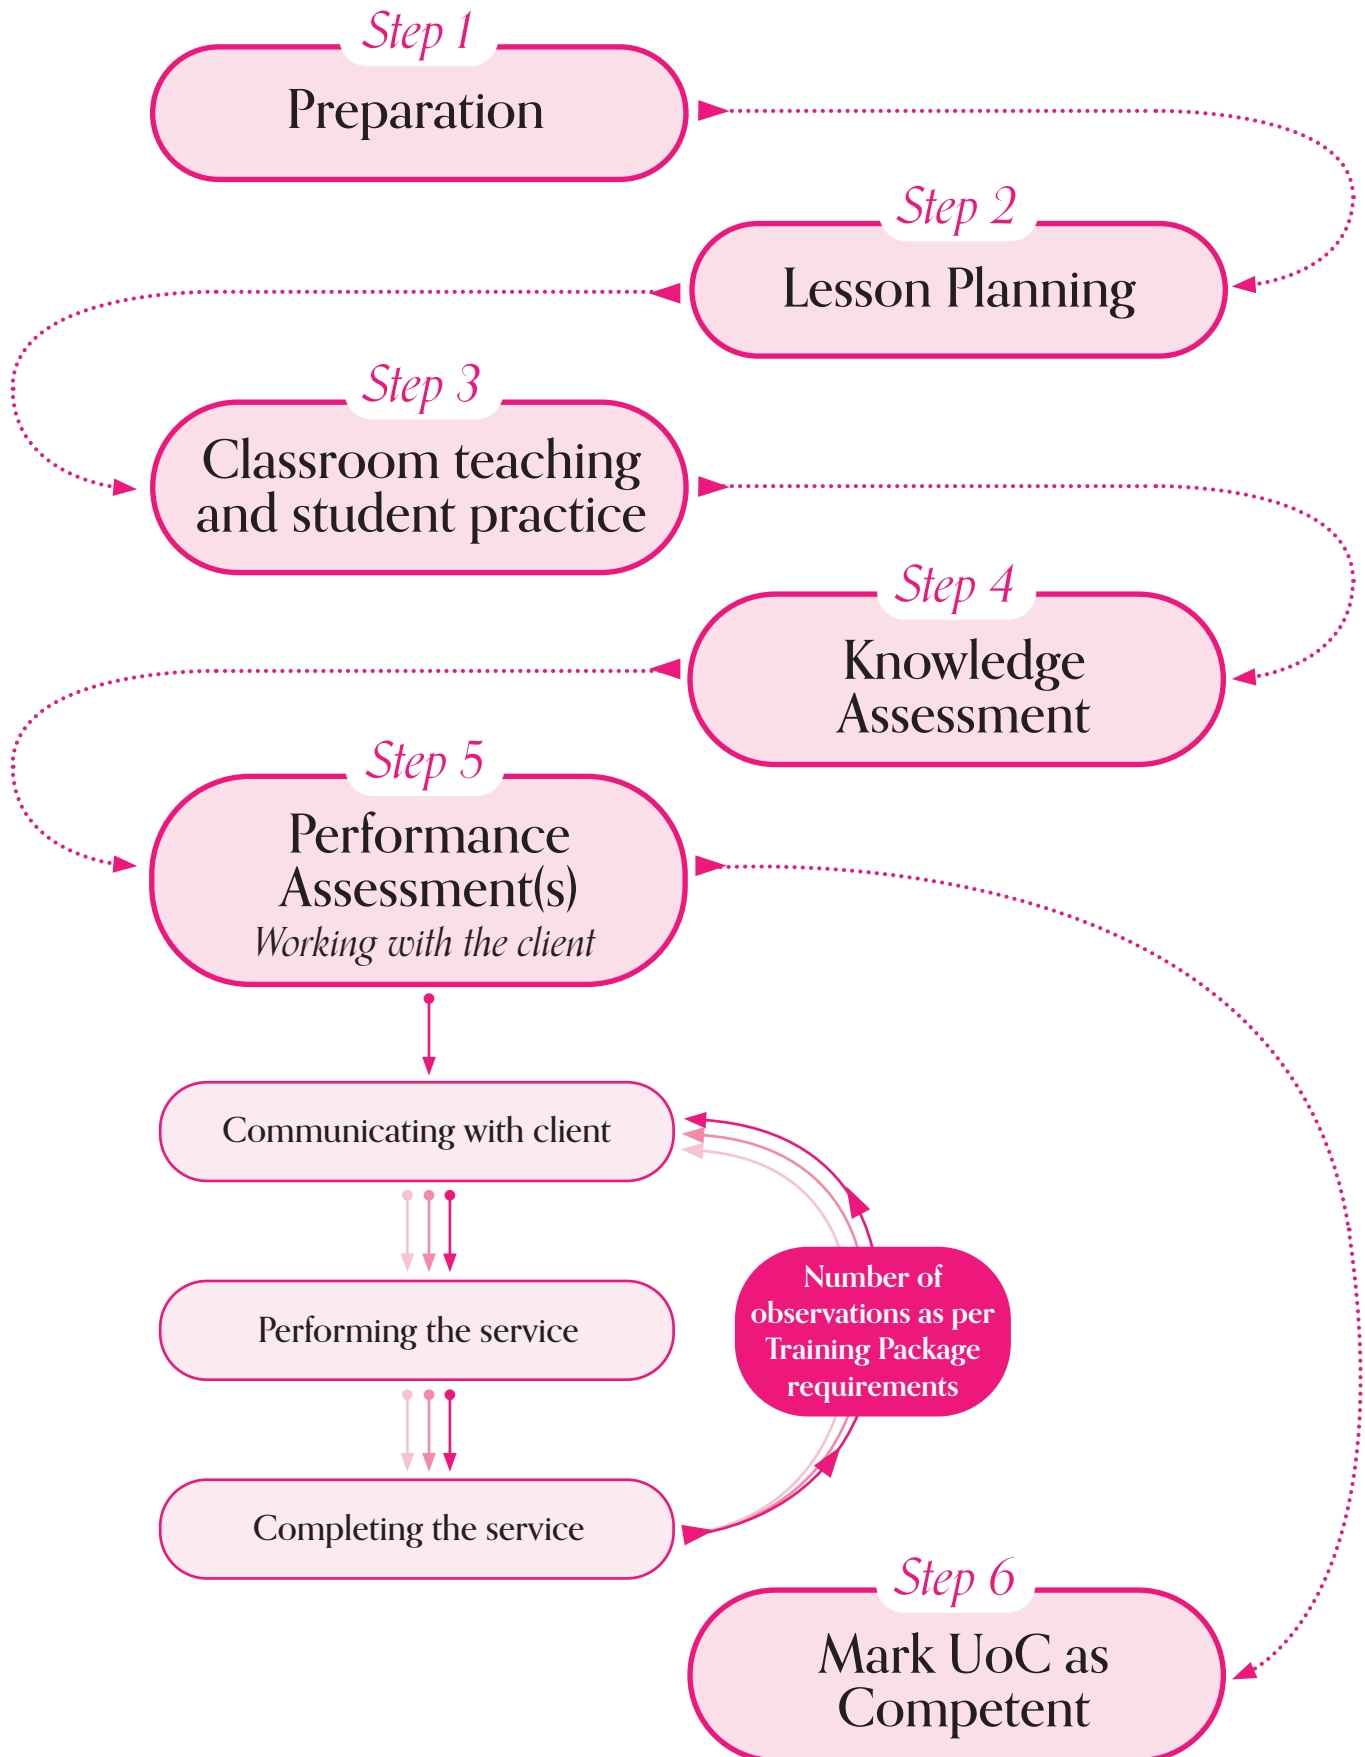 Step 1
Preparation
Step 2
Lesson Planning
Step 3
Classroom teaching
and student practice
Step 4
Knowledge
Assessment
Step 5
Performance
Assessment(s)
Working with the client
Communicating with client
Performing the service
Number of
observations as per
Training Package
requirements
Completing the service
Step 6
Mark UoC as
Competent